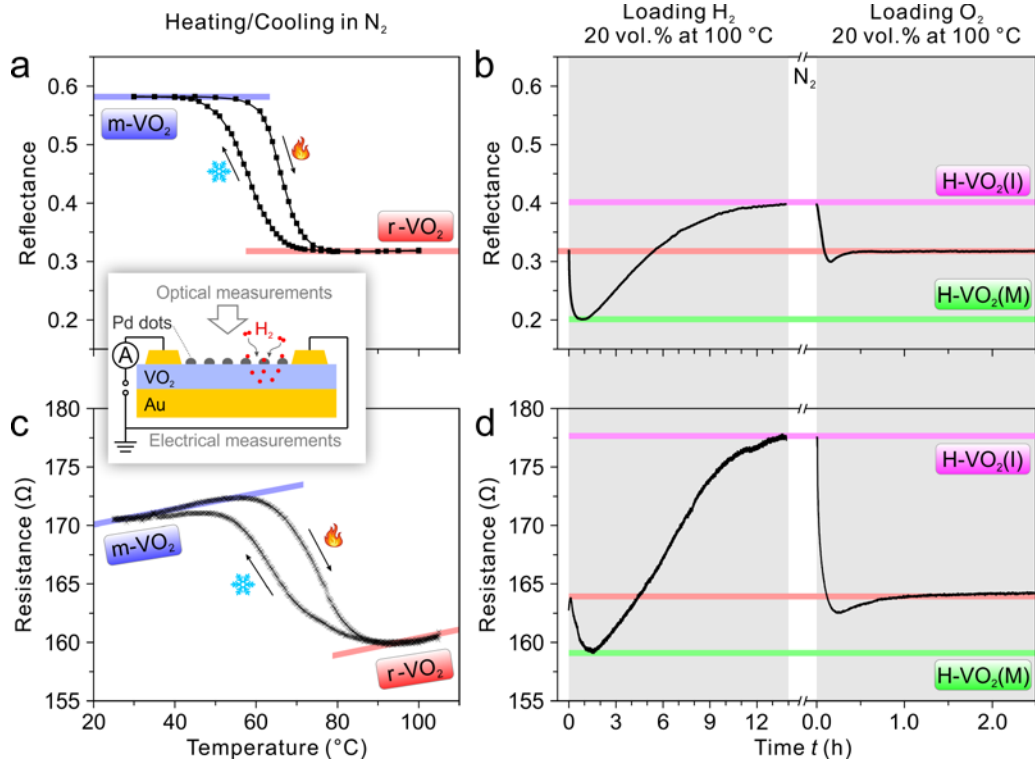 Heating/Cooling in N₂
Loading H₂
20 vol.% at 100 °C
Loading O₂
20 vol.% at 100 °C
a
Reflectance
0.6
0.5
0.4
0.3
0.2
m-VO₂
r-VO₂
b
N₂
Reflectance
0.6
0.5
0.4
0.3
0.2
H-VO₂(I)
H-VO₂(M)
Optical measurements
Pd dots
H₂
A
VO₂
Au
Electrical measurements
c
Resistance (Ω)
180
175
170
165
160
155
m-VO₂
r-VO₂
20 40 60 80 100
Temperature (°C)
d
Resistance (Ω)
180
175
170
165
160
155
H-VO₂(I)
H-VO₂(M)
0 3 6 9 12 0.0 1.0 2.0
Time t (h)